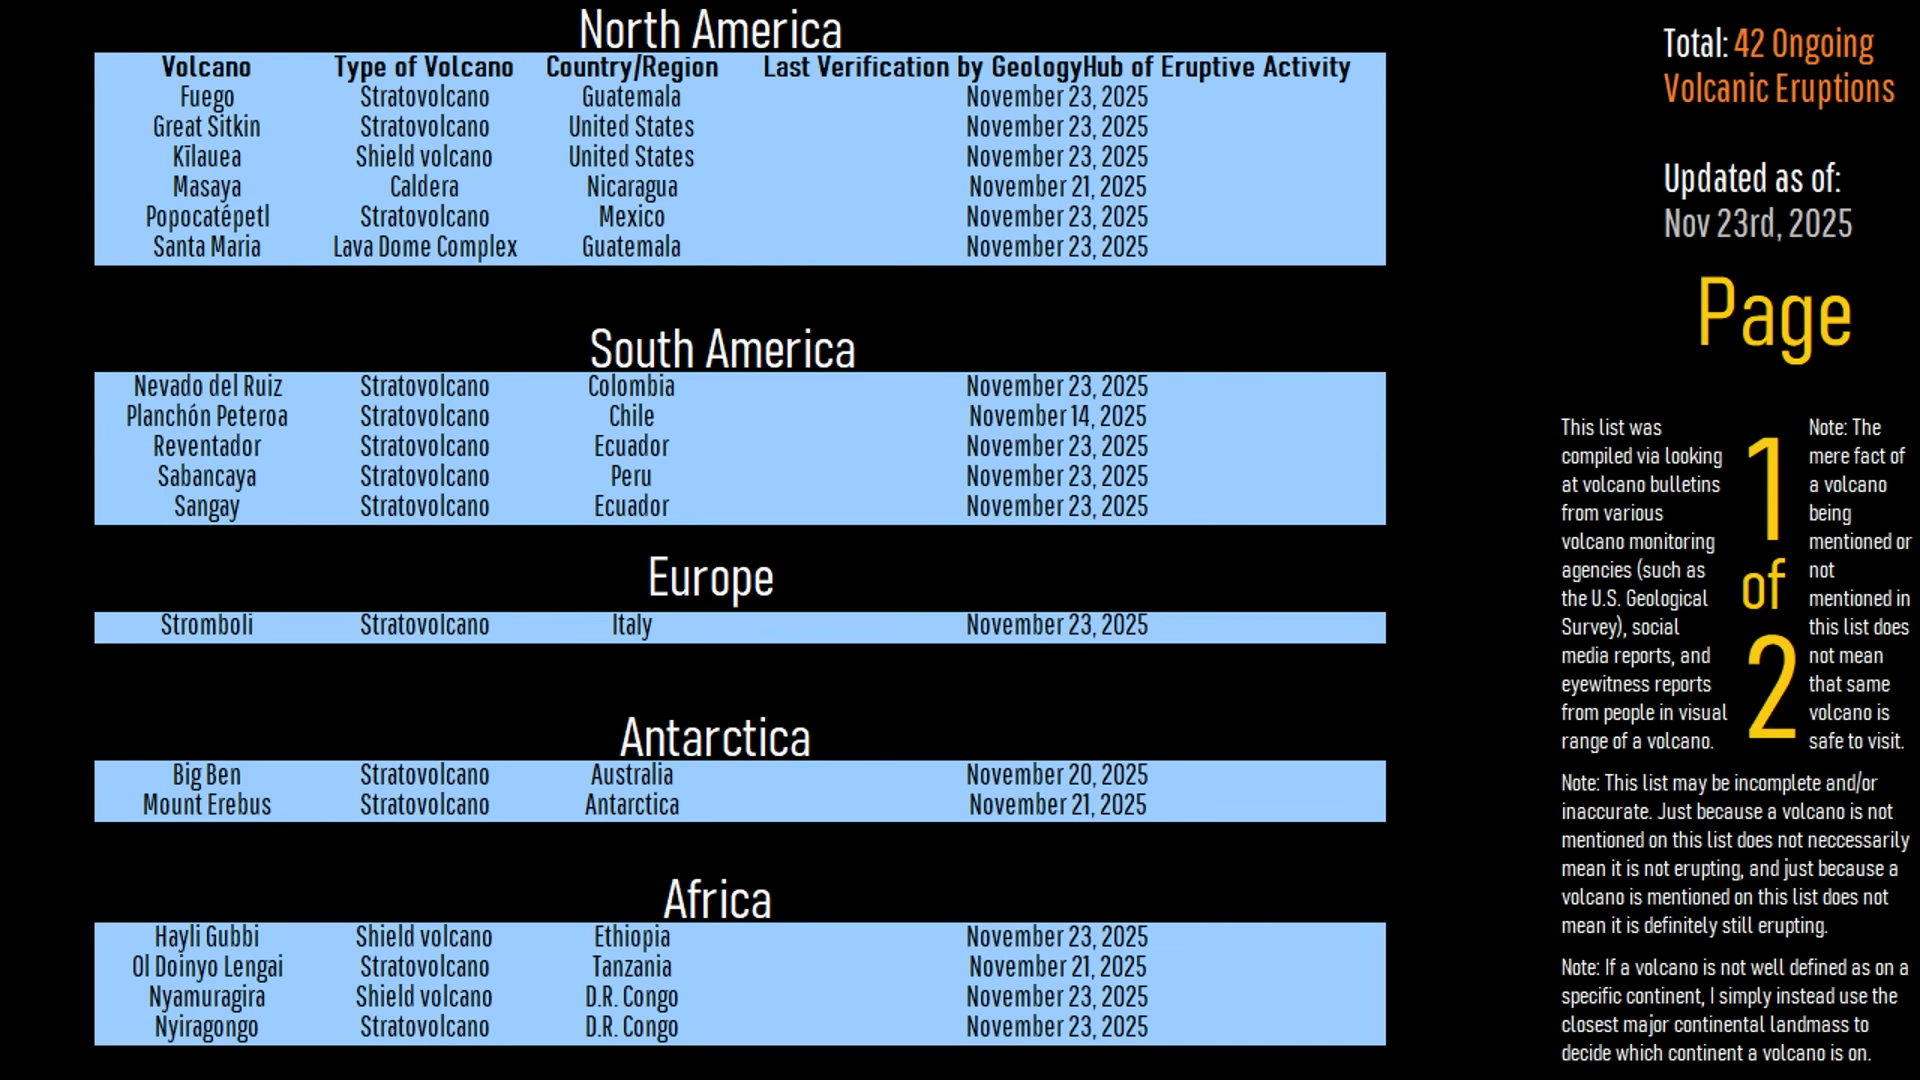 North America
Volcano Type of Volcano Country/Region Last Verification by GeologyHub of Eruptive Activity
Fuego Stratovolcano Guatemala November 23, 2025
Great Sitkin Stratovolcano United States November 23, 2025
Kīlauea Shield volcano United States November 23, 2025
Masaya Caldera Nicaragua November 21, 2025
Popocatépetl Stratovolcano Mexico November 23, 2025
Santa Maria Lava Dome Complex Guatemala November 23, 2025
South America
Nevado del Ruiz Stratovolcano Colombia November 23, 2025
Planchón Peteroa Stratovolcano Chile November 14, 2025
Reventador Stratovolcano Ecuador November 23, 2025
Sabancaya Stratovolcano Peru November 23, 2025
Sangay Stratovolcano Ecuador November 23, 2025
Europe
Stromboli Stratovolcano Italy November 23, 2025
Antarctica
Big Ben Stratovolcano Australia November 20, 2025
Mount Erebus Stratovolcano Antarctica November 21, 2025
Africa
Hayli Gubbi Shield volcano Ethiopia November 23, 2025
Ol Doinyo Lengai Stratovolcano Tanzania November 21, 2025
Nyamuragira Shield volcano D.R. Congo November 23, 2025
Nyiragongo Stratovolcano D.R. Congo November 23, 2025
Total: 42 Ongoing
Volcanic Eruptions
Updated as of:
Nov 23rd, 2025
Page
1
of
2
This list was
compiled via looking
at volcano bulletins
from various
volcano monitoring
agencies (such as
the U.S. Geological
Survey), social
media reports, and
eyewitness reports
from people in visual
range of a volcano.
Note: The
mere fact of
a volcano
being
mentioned or
not
mentioned in
this list does
not mean
that same
volcano is
safe to visit.
Note: This list may be incomplete and/or
inaccurate. Just because a volcano is not
mentioned on this list does not neccessarily
mean it is not erupting, and just because a
volcano is mentioned on this list does not
mean it is definitely still erupting.
Note: If a volcano is not well defined as on a
specific continent, I simply instead use the
closest major continental landmass to
decide which continent a volcano is on.